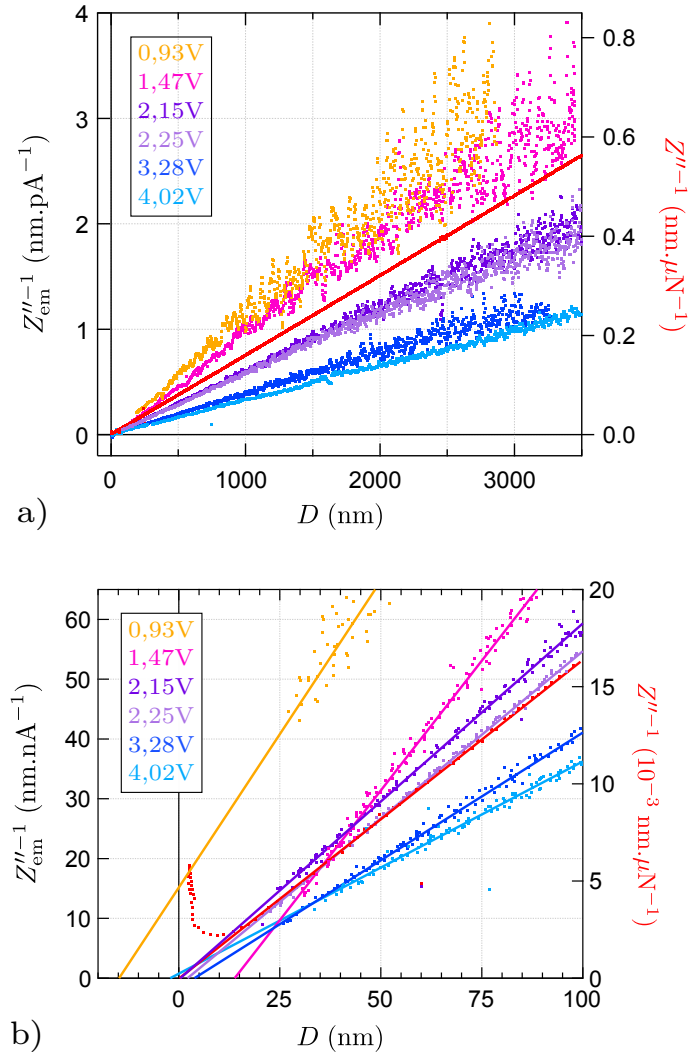 4
3
2
1
0
Z''⁻¹em (nm.pA⁻¹)
0,93V
1,47V
2,15V
2,25V
3,28V
4,02V
0.8
0.6
0.4
0.2
0.0
Z''⁻¹ (nm.μN⁻¹)
0 1000 2000 3000
D (nm)
a)
60
50
40
30
20
10
0
Z''⁻¹em (nm.nA⁻¹)
0,93V
1,47V
2,15V
2,25V
3,28V
4,02V
20
15
10
5
0
Z''⁻¹ (10⁻³ nm.μN⁻¹)
0 25 50 75 100
D (nm)
b)